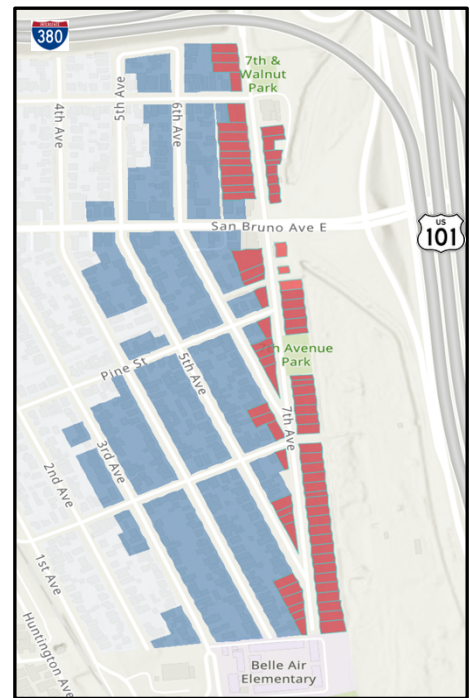 INTERSTATE
380
7th &
Walnut
Park
4th Ave
5th Ave
6th Ave
San Bruno Ave E
US
101
Pine St
5th Ave
h Avenue
Park
7th Ave
3rd Ave
2nd Ave
1st Ave
Huntington Ave
Belle Air
Elementary